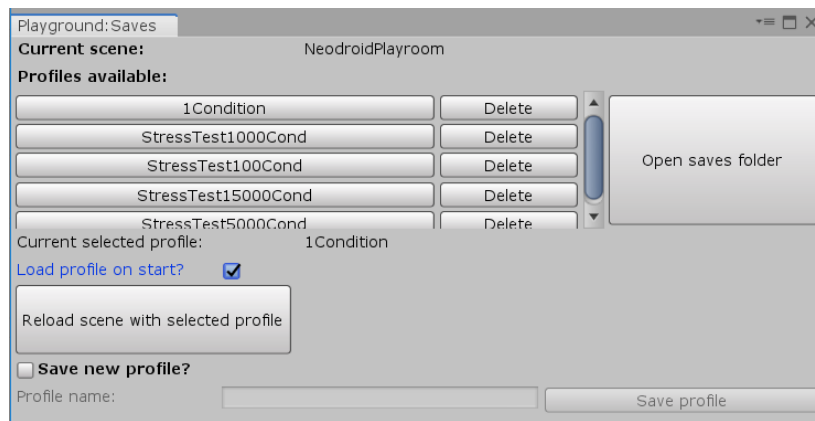 Playground:Saves
Current scene: NeodroidPlayroom
Profiles available:
1Condition Delete
StressTest1000Cond Delete
StressTest100Cond Delete
Open saves folder
StressTest15000Cond Delete
StressTest5000Cond Delete
Current selected profile: 1Condition
Load profile on start?
Reload scene with selected profile
Save new profile?
Profile name: Save profile